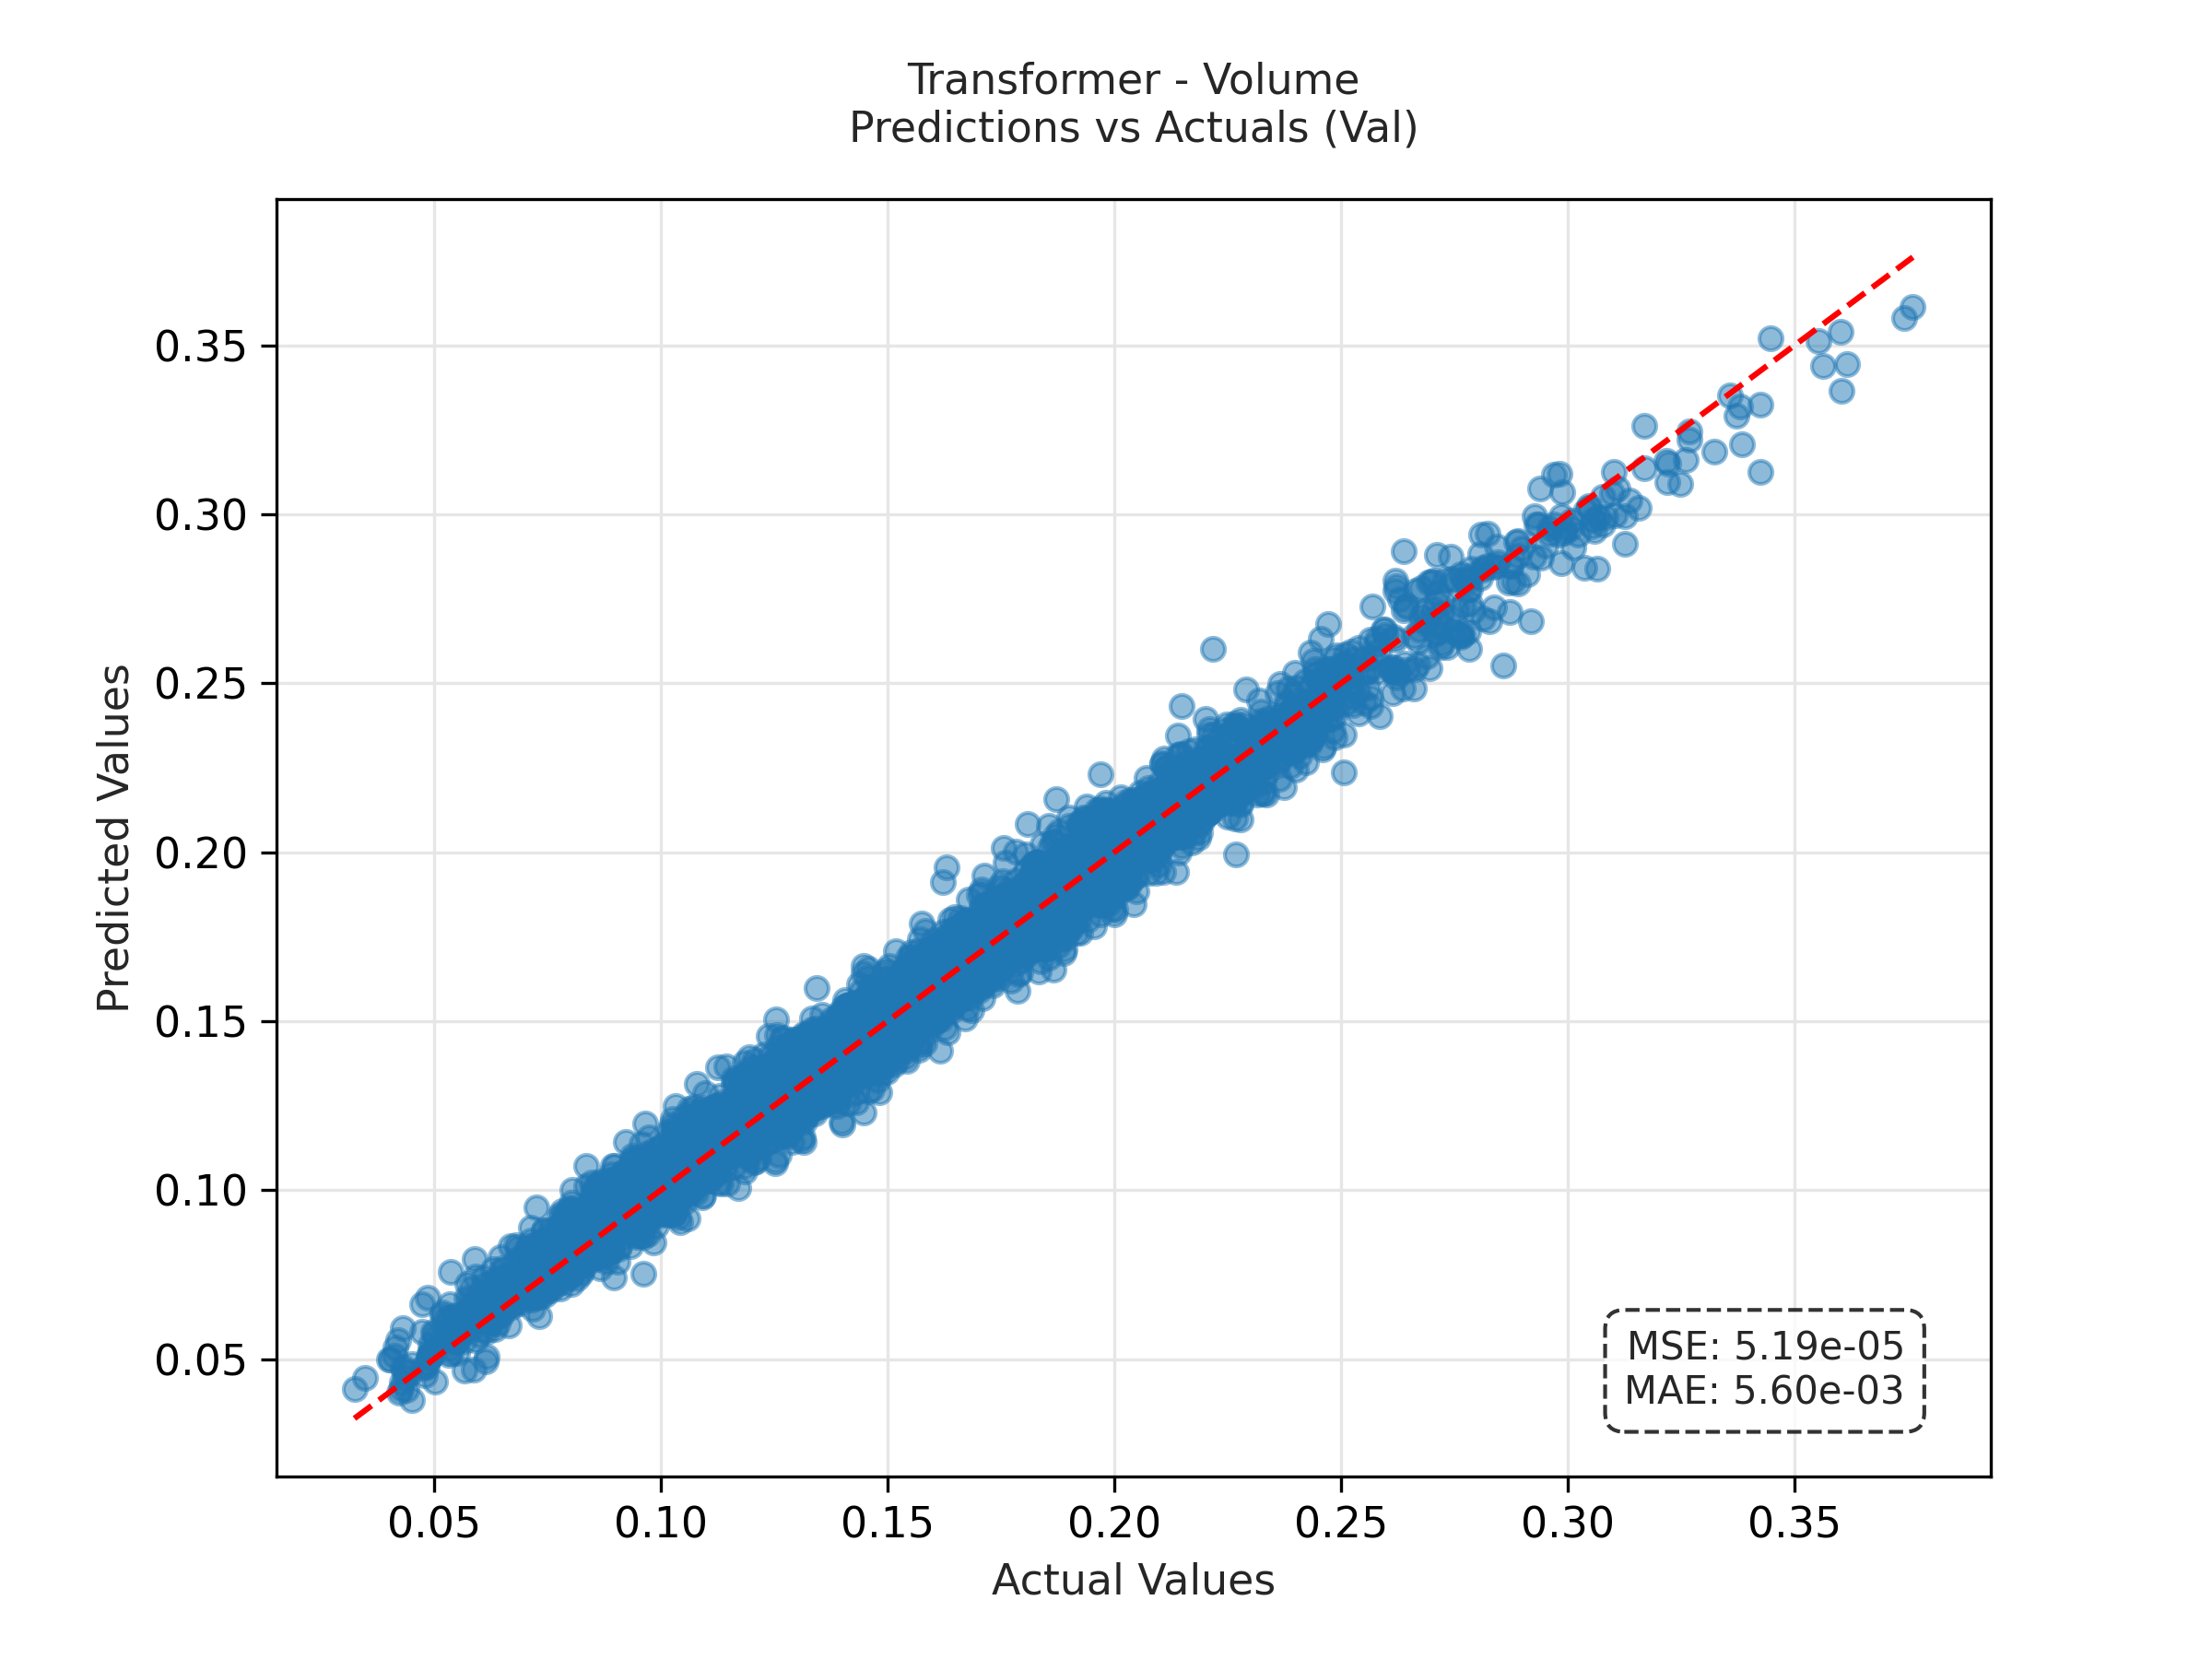 Transformer - Volume
Predictions vs Actuals (Val)
Predicted Values
0.35
0.30
0.25
0.20
0.15
0.10
0.05
MSE: 5.19e-05
MAE: 5.60e-03
0.05 0.10 0.15 0.20 0.25 0.30 0.35
Actual Values